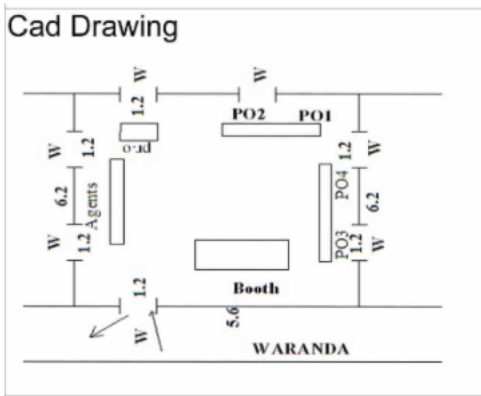 Cad Drawing
W
W
1.2
PO2
PO1
pr.o
W
1.2
1.2
W
6.2
Agents
PO4
6.2
W
1.2
PO3
1.2
W
1.2
Booth
W
5.6
WARANDA